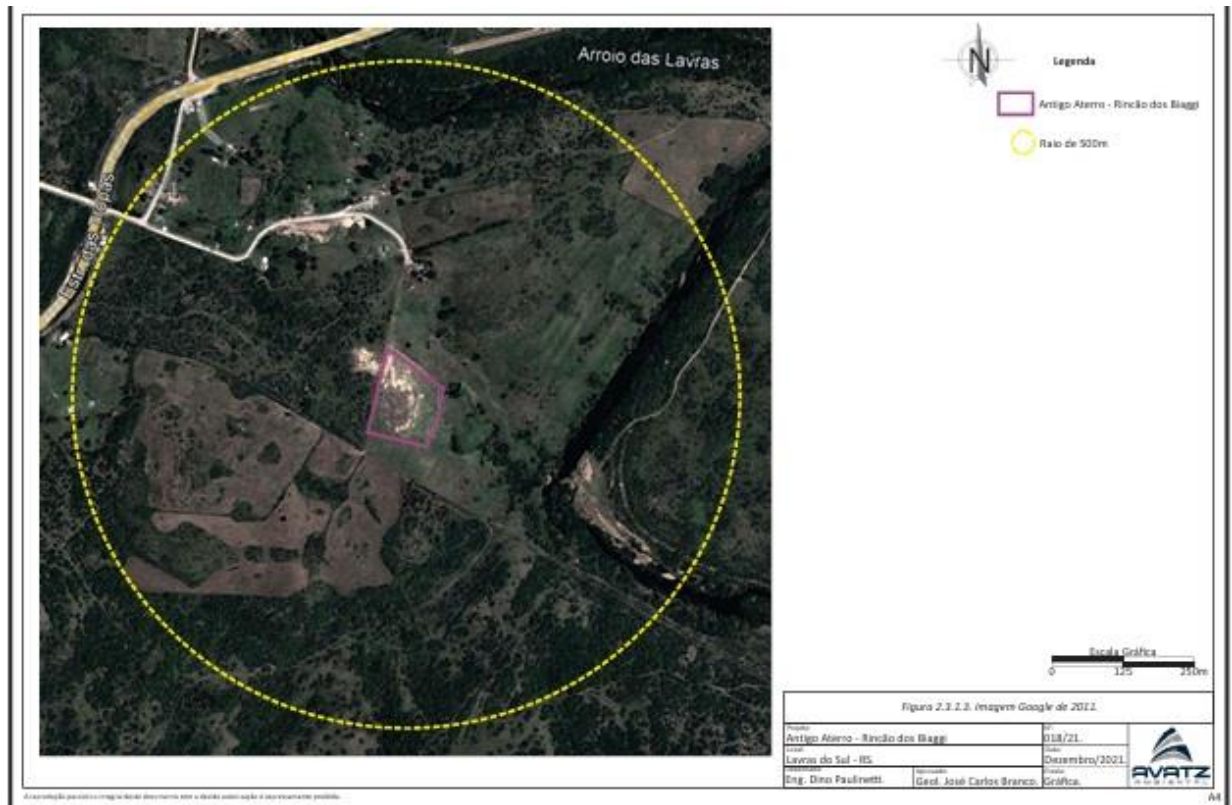 Arroio das Lavras
N
Legenda
Antigo Aterro - Rincão dos Biaggi
Raio de 500m
Escala Gráfica
0 125 250m
Figura 2.3.1.3. Imagem Google de 2011.
Antigo Aterro - Rincão dos Biaggi
018/21.
Local
Lavras do Sul - RS.
Dezembro/2021.
Eng. Dino Paulinetti.
Geol. José Carlos Branco.
Gráfica.
AVATZ
AMBIENTAL
A4